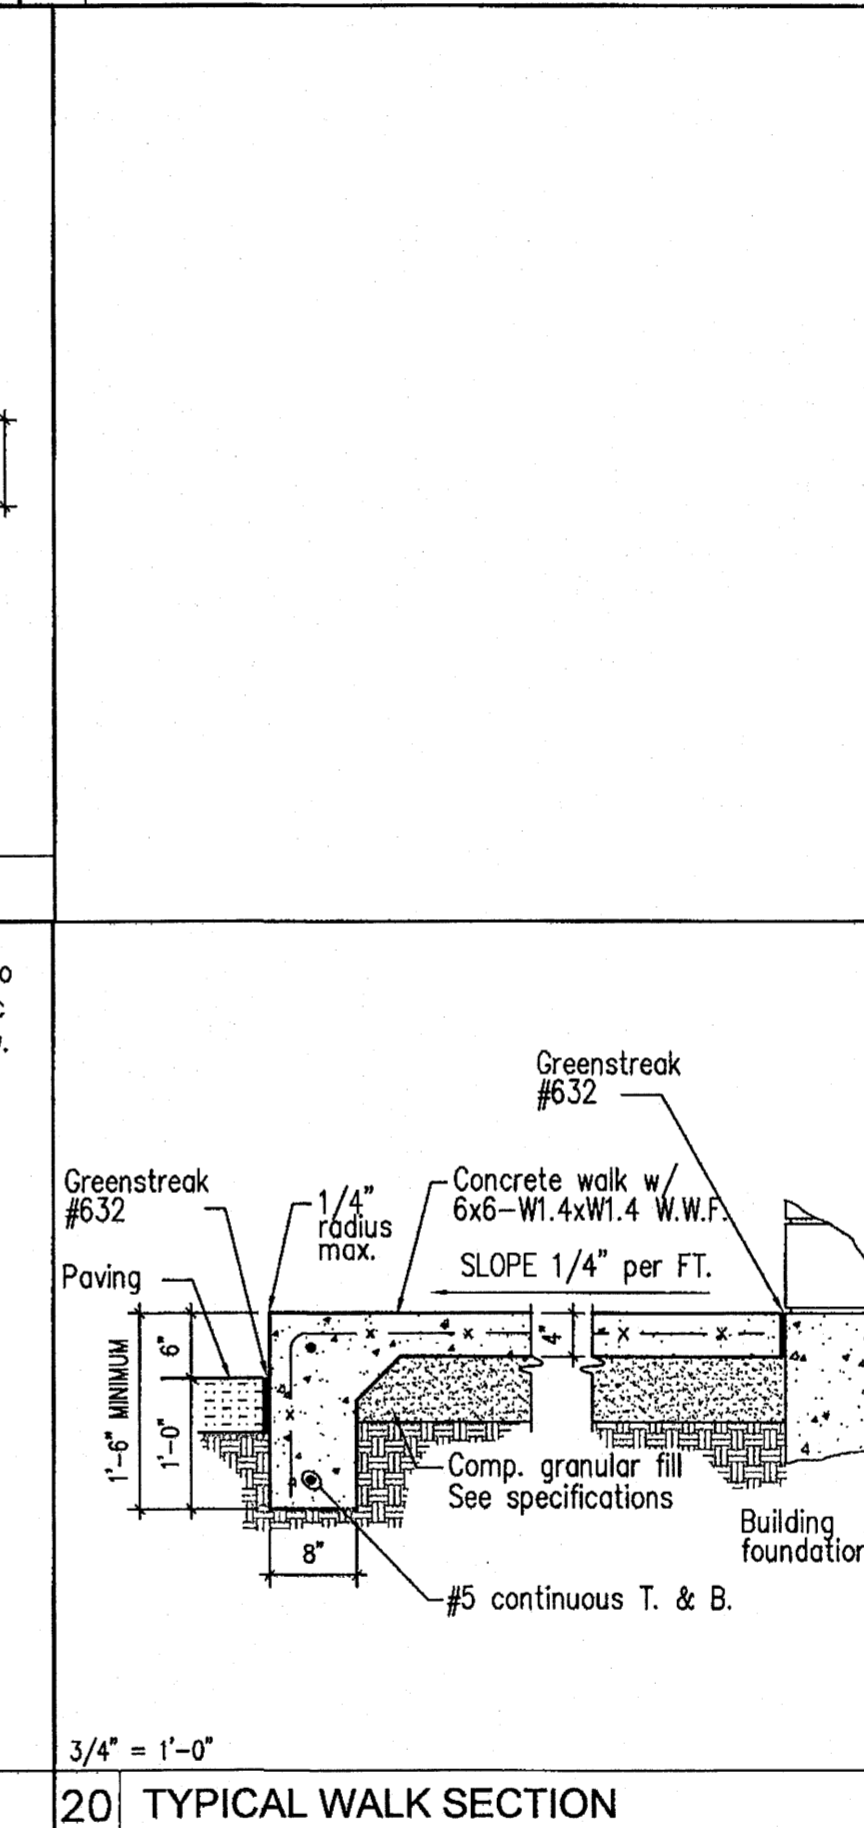 Greenstreak
#632
Greenstreak
#632
1/4"
radius
max.
Concrete walk w/
6x6-W1.4xW1.4 W.W.F.
Paving
SLOPE 1/4" per FT.
6"
4"
1'-6" MINIMUM
1'-0"
Comp. granular fill
See specifications
Building
8"
#5 continuous T. & B.
3/4" = 1'-0"
20 TYPICAL WALK SECTION